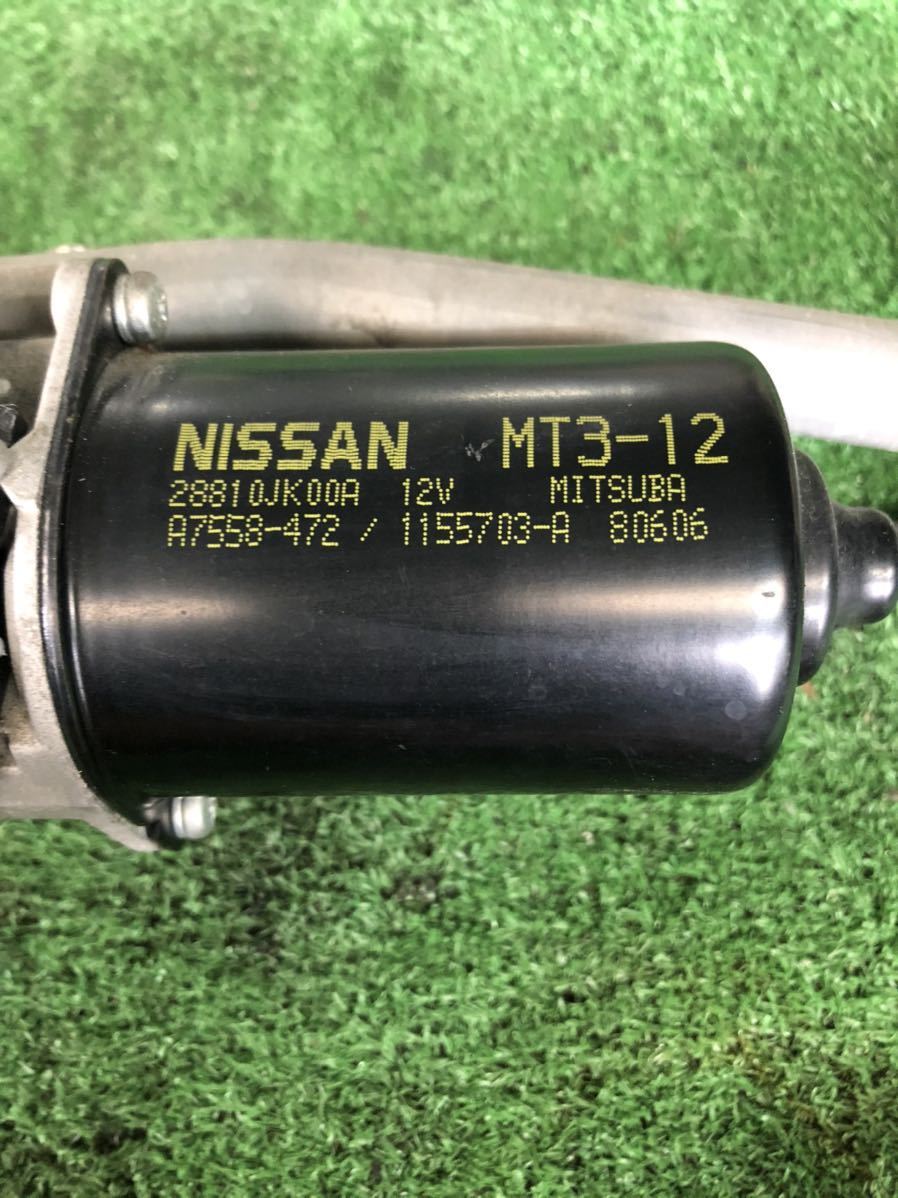 NISSAN MT3-12
28810JK00A 12V MITSUBA
A7558-472 / 1155703-A 80606